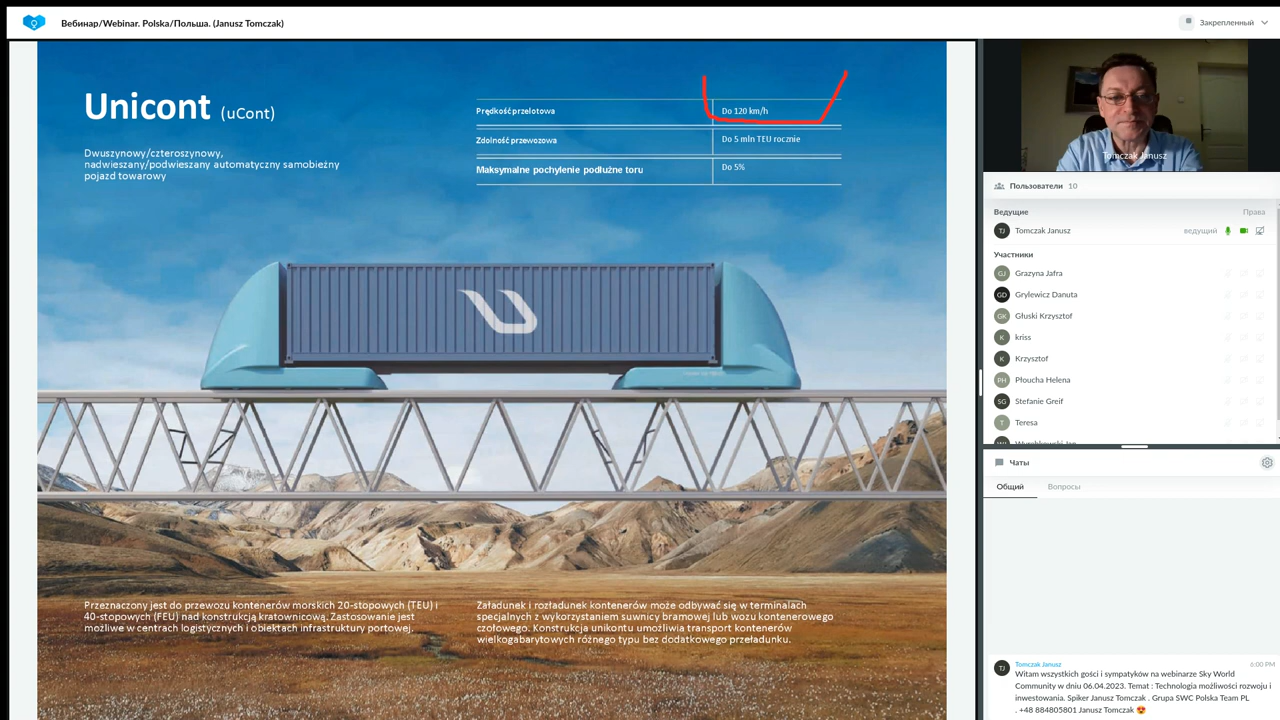 Вебинар/Webinar. Polska/Польша. (Janusz Tomczak)
Закрепленный
Unicont (uCont)
Dwuszynowy/czteroszynowy,
nadwieszany/podwieszany automatyczny samobieżny
pojazd towarowy
Prędkość przelotowa
Do 120 km/h
Zdolność przewozowa
Do 5 mln TEU rocznie
Maksymalne pochylenie podłużne toru
Do 5%
Przeznaczony jest do przewozu kontenerów morskich 20-stopowych (TEU) i
40-stopowych (FEU) nad konstrukcją kratownicową. Zastosowanie jest
możliwe w centrach logistycznych i obiektach infrastruktury portowej.
Załadunek i rozładunek kontenerów może odbywać się w terminalach
specjalnych z wykorzystaniem suwnicy bramowej lub wozu kontenerowego
czołowego. Konstrukcja unikontu umożliwia transport kontenerów
wielkogabarytowych różnego typu bez dodatkowego przeładunku.
Tomczak Janusz
Пользователи 10
Ведущие Права
TJ Tomczak Janusz ведущий
Участники
GJ Grazyna Jafra
GD Grylewicz Danuta
GK Głuski Krzysztof
K kriss
K Krzysztof
PH Płoucha Helena
SG Stefanie Greif
T Teresa
Чаты
Общий Вопросы
TJ Tomczak Janusz 6:00 PM
Witam wszystkich gości i sympatyków na webinarze Sky World
Community w dniu 06.04.2023. Temat : Technologia możliwości rozwoju i
inwestowania. Spiker Janusz Tomczak . Grupa SWC Polska Team PL
. +48 884805801 Janusz Tomczak 😍